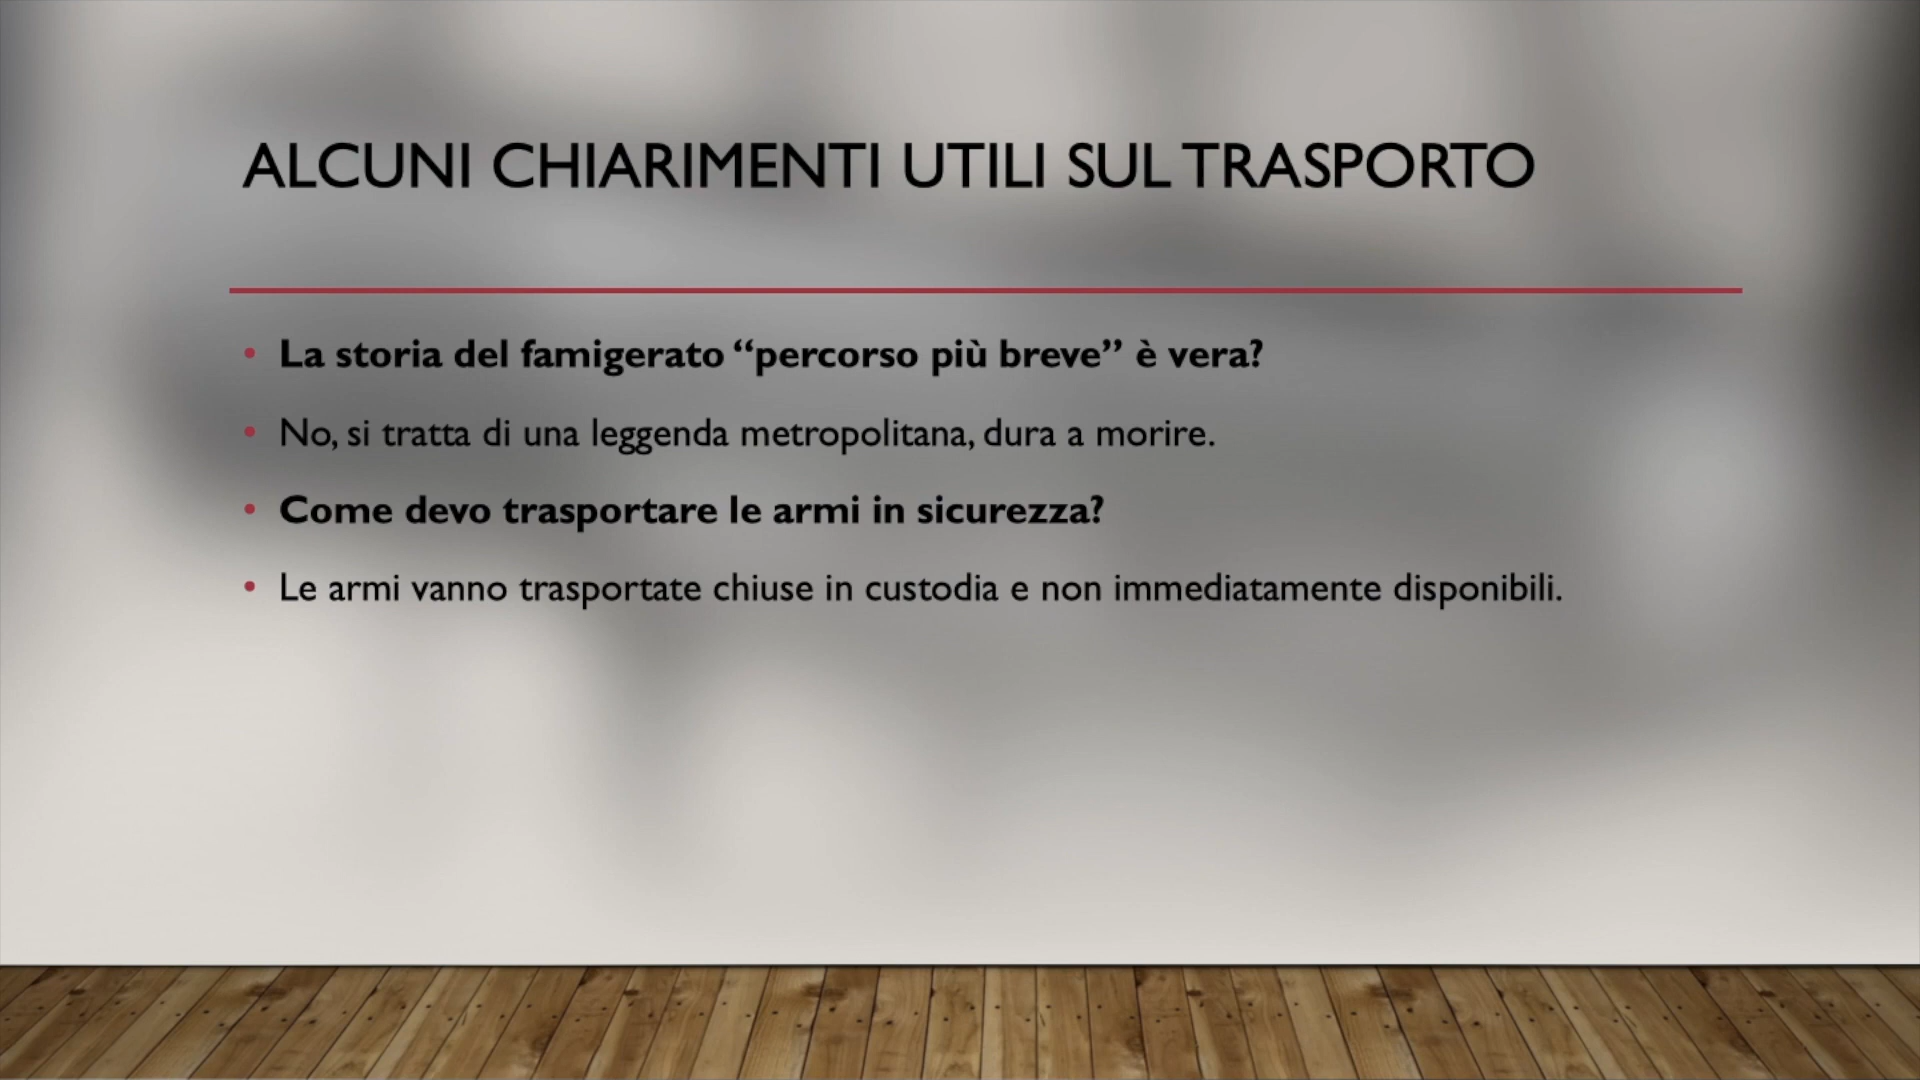 ALCUNI CHIARIMENTI UTILI SUL TRASPORTO
• La storia del famigerato “percorso più breve” è vera?
• No, si tratta di una leggenda metropolitana, dura a morire.
• Come devo trasportare le armi in sicurezza?
• Le armi vanno trasportate chiuse in custodia e non immediatamente disponibili.